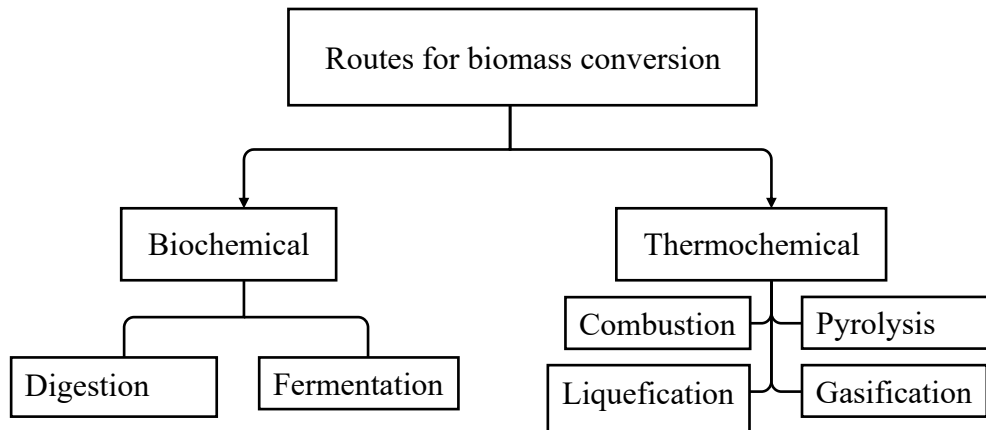 Routes for biomass conversion
Biochemical
Thermochemical
Combustion
Pyrolysis
Digestion
Fermentation
Liquefication
Gasification